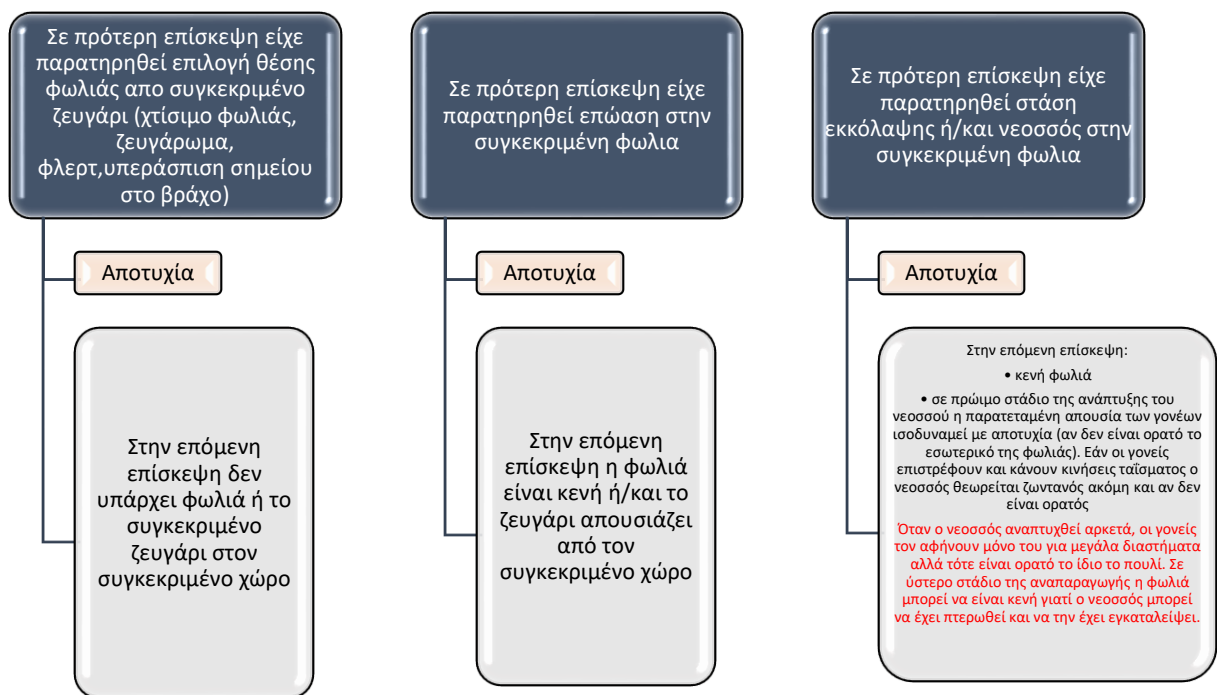 Σε πρότερη επίσκεψη είχε
παρατηρηθεί επιλογή θέσης
φωλιάς απο συγκεκριμένο
ζευγάρι (χτίσιμο φωλιάς,
ζευγάρωμα,
φλερτ,υπεράσπιση σημείου
στο βράχο)
Αποτυχία
Στην επόμενη
επίσκεψη δεν
υπάρχει φωλιά ή το
συγκεκριμένο
ζευγάρι στον
συγκεκριμένο χώρο
Σε πρότερη επίσκεψη είχε
παρατηρηθεί επώαση στην
συγκεκριμένη φωλια
Αποτυχία
Στην επόμενη
επίσκεψη η φωλιά
είναι κενή ή/και το
ζευγάρι απουσιάζει
από τον
συγκεκριμένο χώρο
Σε πρότερη επίσκεψη είχε
παρατηρηθεί στάση
εκκόλαψης ή/και νεοσσός στην
συγκεκριμένη φωλια
Αποτυχία
Στην επόμενη επίσκεψη:
• κενή φωλιά
• σε πρώιμο στάδιο της ανάπτυξης του
νεοσσού η παρατεταμένη απουσία των γονέων
ισοδυναμεί με αποτυχία (αν δεν είναι ορατό το
εσωτερικό της φωλιάς). Εάν οι γονείς
επιστρέφουν και κάνουν κινήσεις ταΐσματος ο
νεοσσός θεωρείται ζωντανός ακόμη και αν δεν
είναι ορατός
Όταν ο νεοσσός αναπτυχθεί αρκετά, οι γονείς
τον αφήνουν μόνο του για μεγάλα διαστήματα
αλλά τότε είναι ορατό το ίδιο το πουλί. Σε
ύστερο στάδιο της αναπαραγωγής η φωλιά
μπορεί να είναι κενή γιατί ο νεοσσός μπορεί
να έχει πτερωθεί και να την έχει εγκαταλείψει.